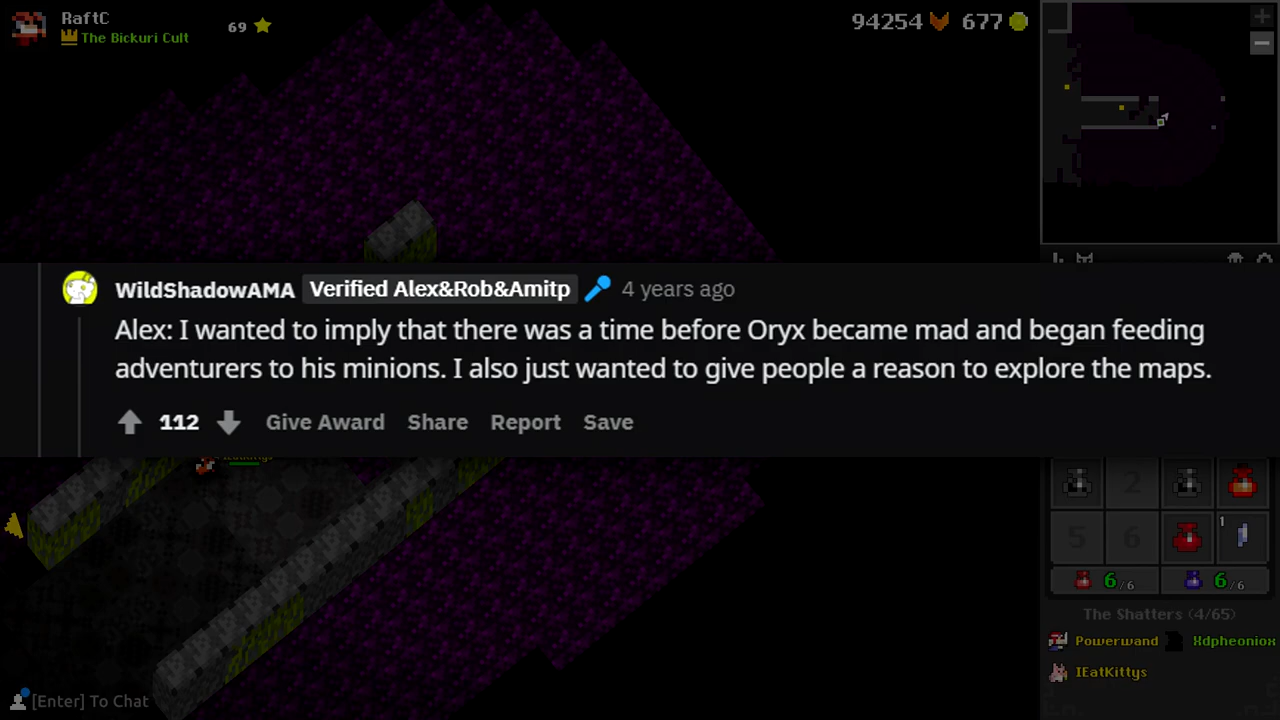 RaftC
The Bickuri Cult
69
94254 677
WildShadowAMA Verified Alex&Rob&Amitp 4 years ago
Alex: I wanted to imply that there was a time before Oryx became mad and began feeding
adventurers to his minions. I also just wanted to give people a reason to explore the maps.
112 Give Award Share Report Save
2
5 6 1
6/6 6/6
The Shatters (4/65)
Powerwand Xdpheoniox
IEatKittys
[Enter] To Chat